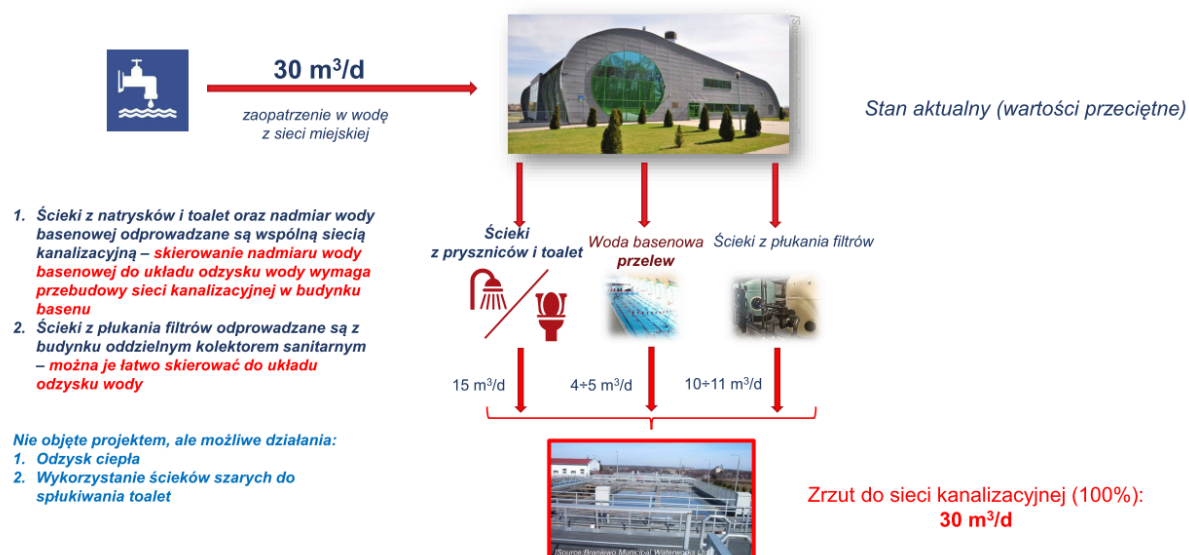 30 m³/d
zaopatrzenie w wodę
z sieci miejskiej
Stan aktualny (wartości przeciętne)
1. Ścieki z natrysków i toalet oraz nadmiar wody
basenowej odprowadzane są wspólną siecią
kanalizacyjną – skierowanie nadmiaru wody
basenowej do układu odzysku wody wymaga
przebudowy sieci kanalizacyjnej w budynku
basenu
2. Ścieki z płukania filtrów odprowadzane są z
budynku oddzielnym kolektorem sanitarnym
– można je łatwo skierować do układu
odzysku wody
Ścieki
z pryszniców i toalet
Woda basenowa
przelew
Ścieki z płukania filtrów
15 m³/d
4÷5 m³/d
10÷11 m³/d
Nie objęte projektem, ale możliwe działania:
1. Odzysk ciepła
2. Wykorzystanie ścieków szarych do
spłukiwania toalet
Zrzut do sieci kanalizacyjnej (100%):
30 m³/d
/Source Braniewo Municipal Waterworks